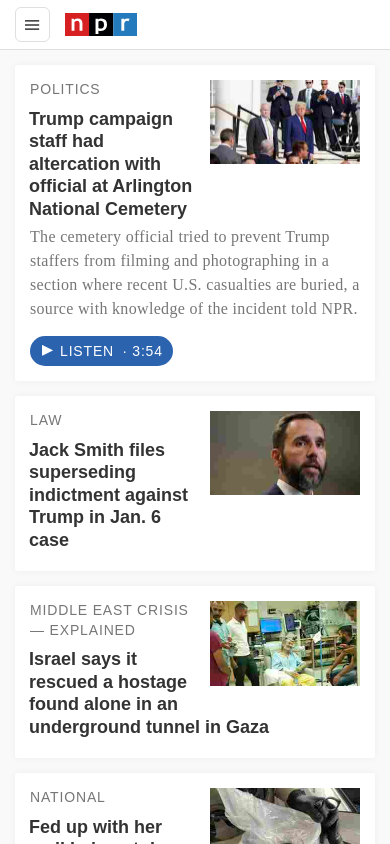 npr
POLITICS
Trump campaign
staff had
altercation with
official at Arlington
National Cemetery
The cemetery official tried to prevent Trump
staffers from filming and photographing in a
section where recent U.S. casualties are buried, a
source with knowledge of the incident told NPR.
LISTEN · 3:54
LAW
Jack Smith files
superseding
indictment against
Trump in Jan. 6
case
MIDDLE EAST CRISIS
— EXPLAINED
Israel says it
rescued a hostage
found alone in an
underground tunnel in Gaza
NATIONAL
Fed up with her